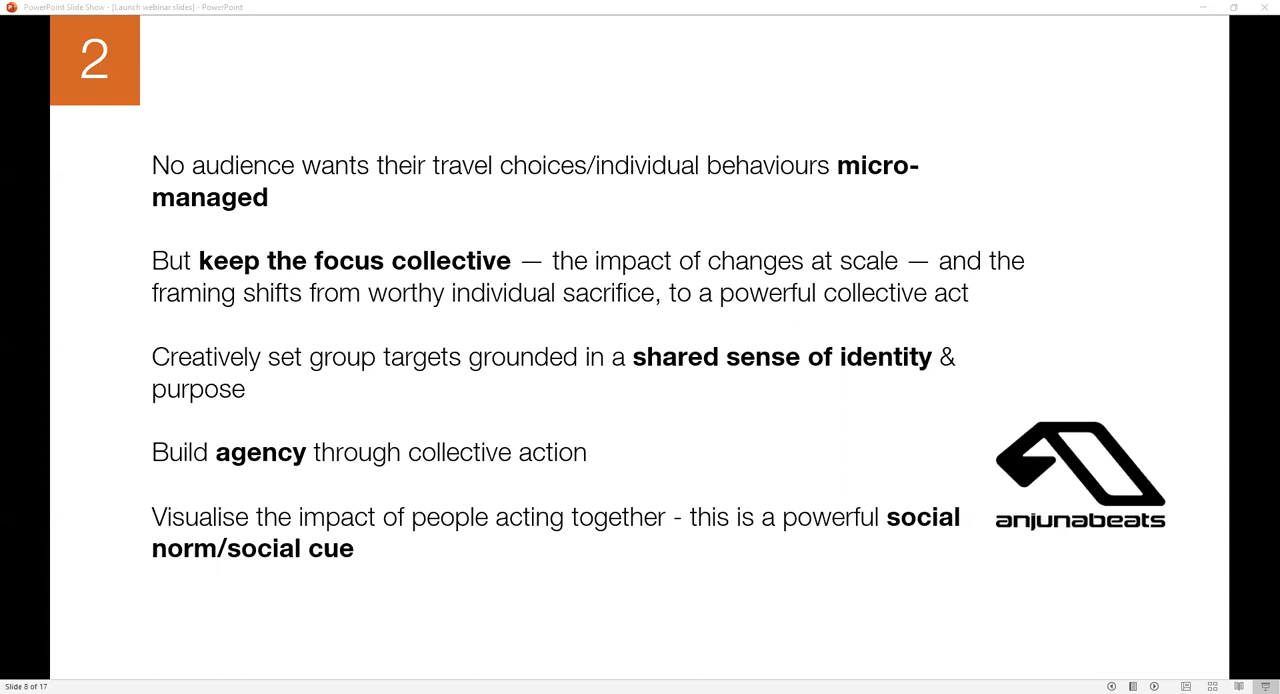 PowerPoint Slide Show - [Launch webinar slides] - PowerPoint
2
No audience wants their travel choices/individual behaviours micro-
managed
But keep the focus collective — the impact of changes at scale — and the
framing shifts from worthy individual sacrifice, to a powerful collective act
Creatively set group targets grounded in a shared sense of identity &
purpose
Build agency through collective action
Visualise the impact of people acting together - this is a powerful social
norm/social cue
anjunabeats
Slide 8 of 17